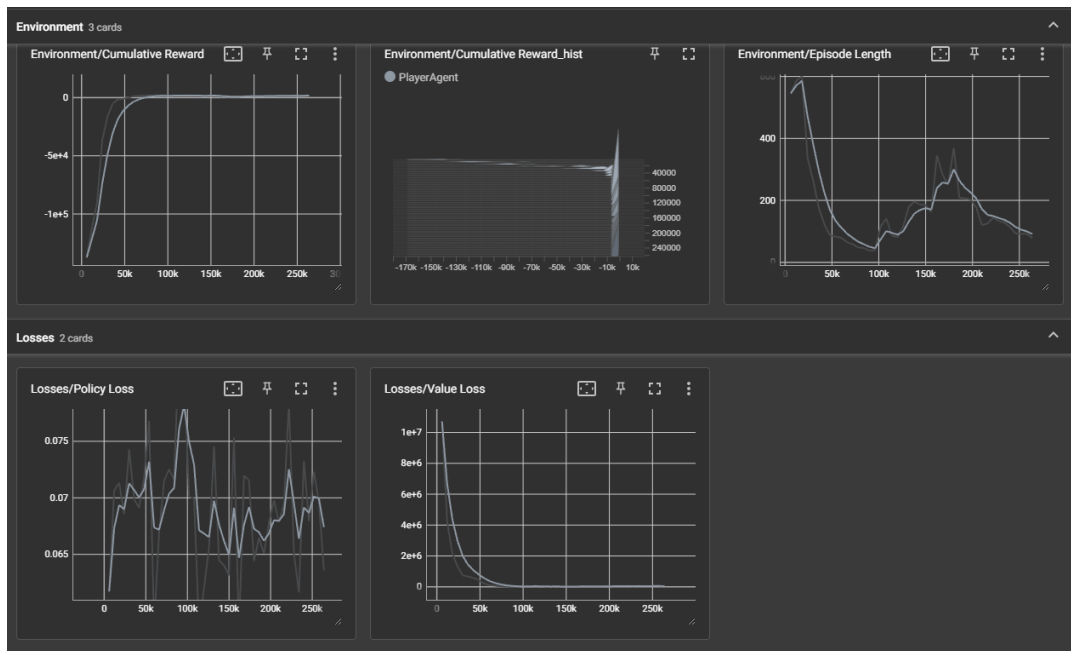 Environment 3 cards
Environment/Cumulative Reward
0
-5e+4
-1e+5
0 50k 100k 150k 200k 250k
Environment/Cumulative Reward_hist
PlayerAgent
40000
80000
120000
160000
200000
240000
-170k -150k -130k -110k -90k -70k -50k -30k -10k 10k
Environment/Episode Length
400
200
0
0 50k 100k 150k 200k 250k
Losses 2 cards
Losses/Policy Loss
0.075
0.07
0.065
0 50k 100k 150k 200k 250k
Losses/Value Loss
1e+7
8e+6
6e+6
4e+6
2e+6
0
0 50k 100k 150k 200k 250k